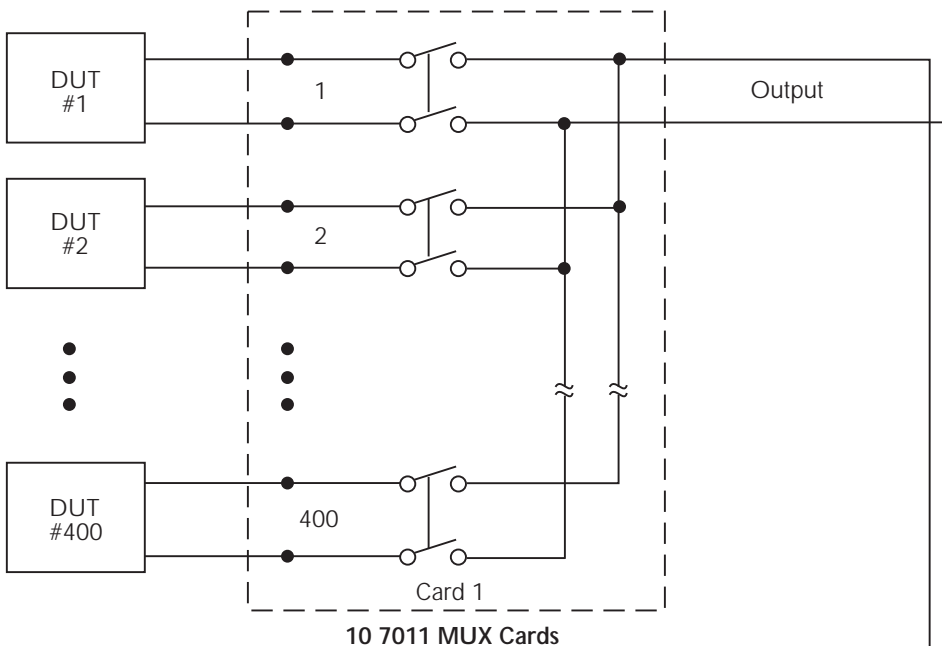 DUT
#1
1
Output
DUT
#2
2
DUT
#400
400
Card 1
10 7011 MUX Cards